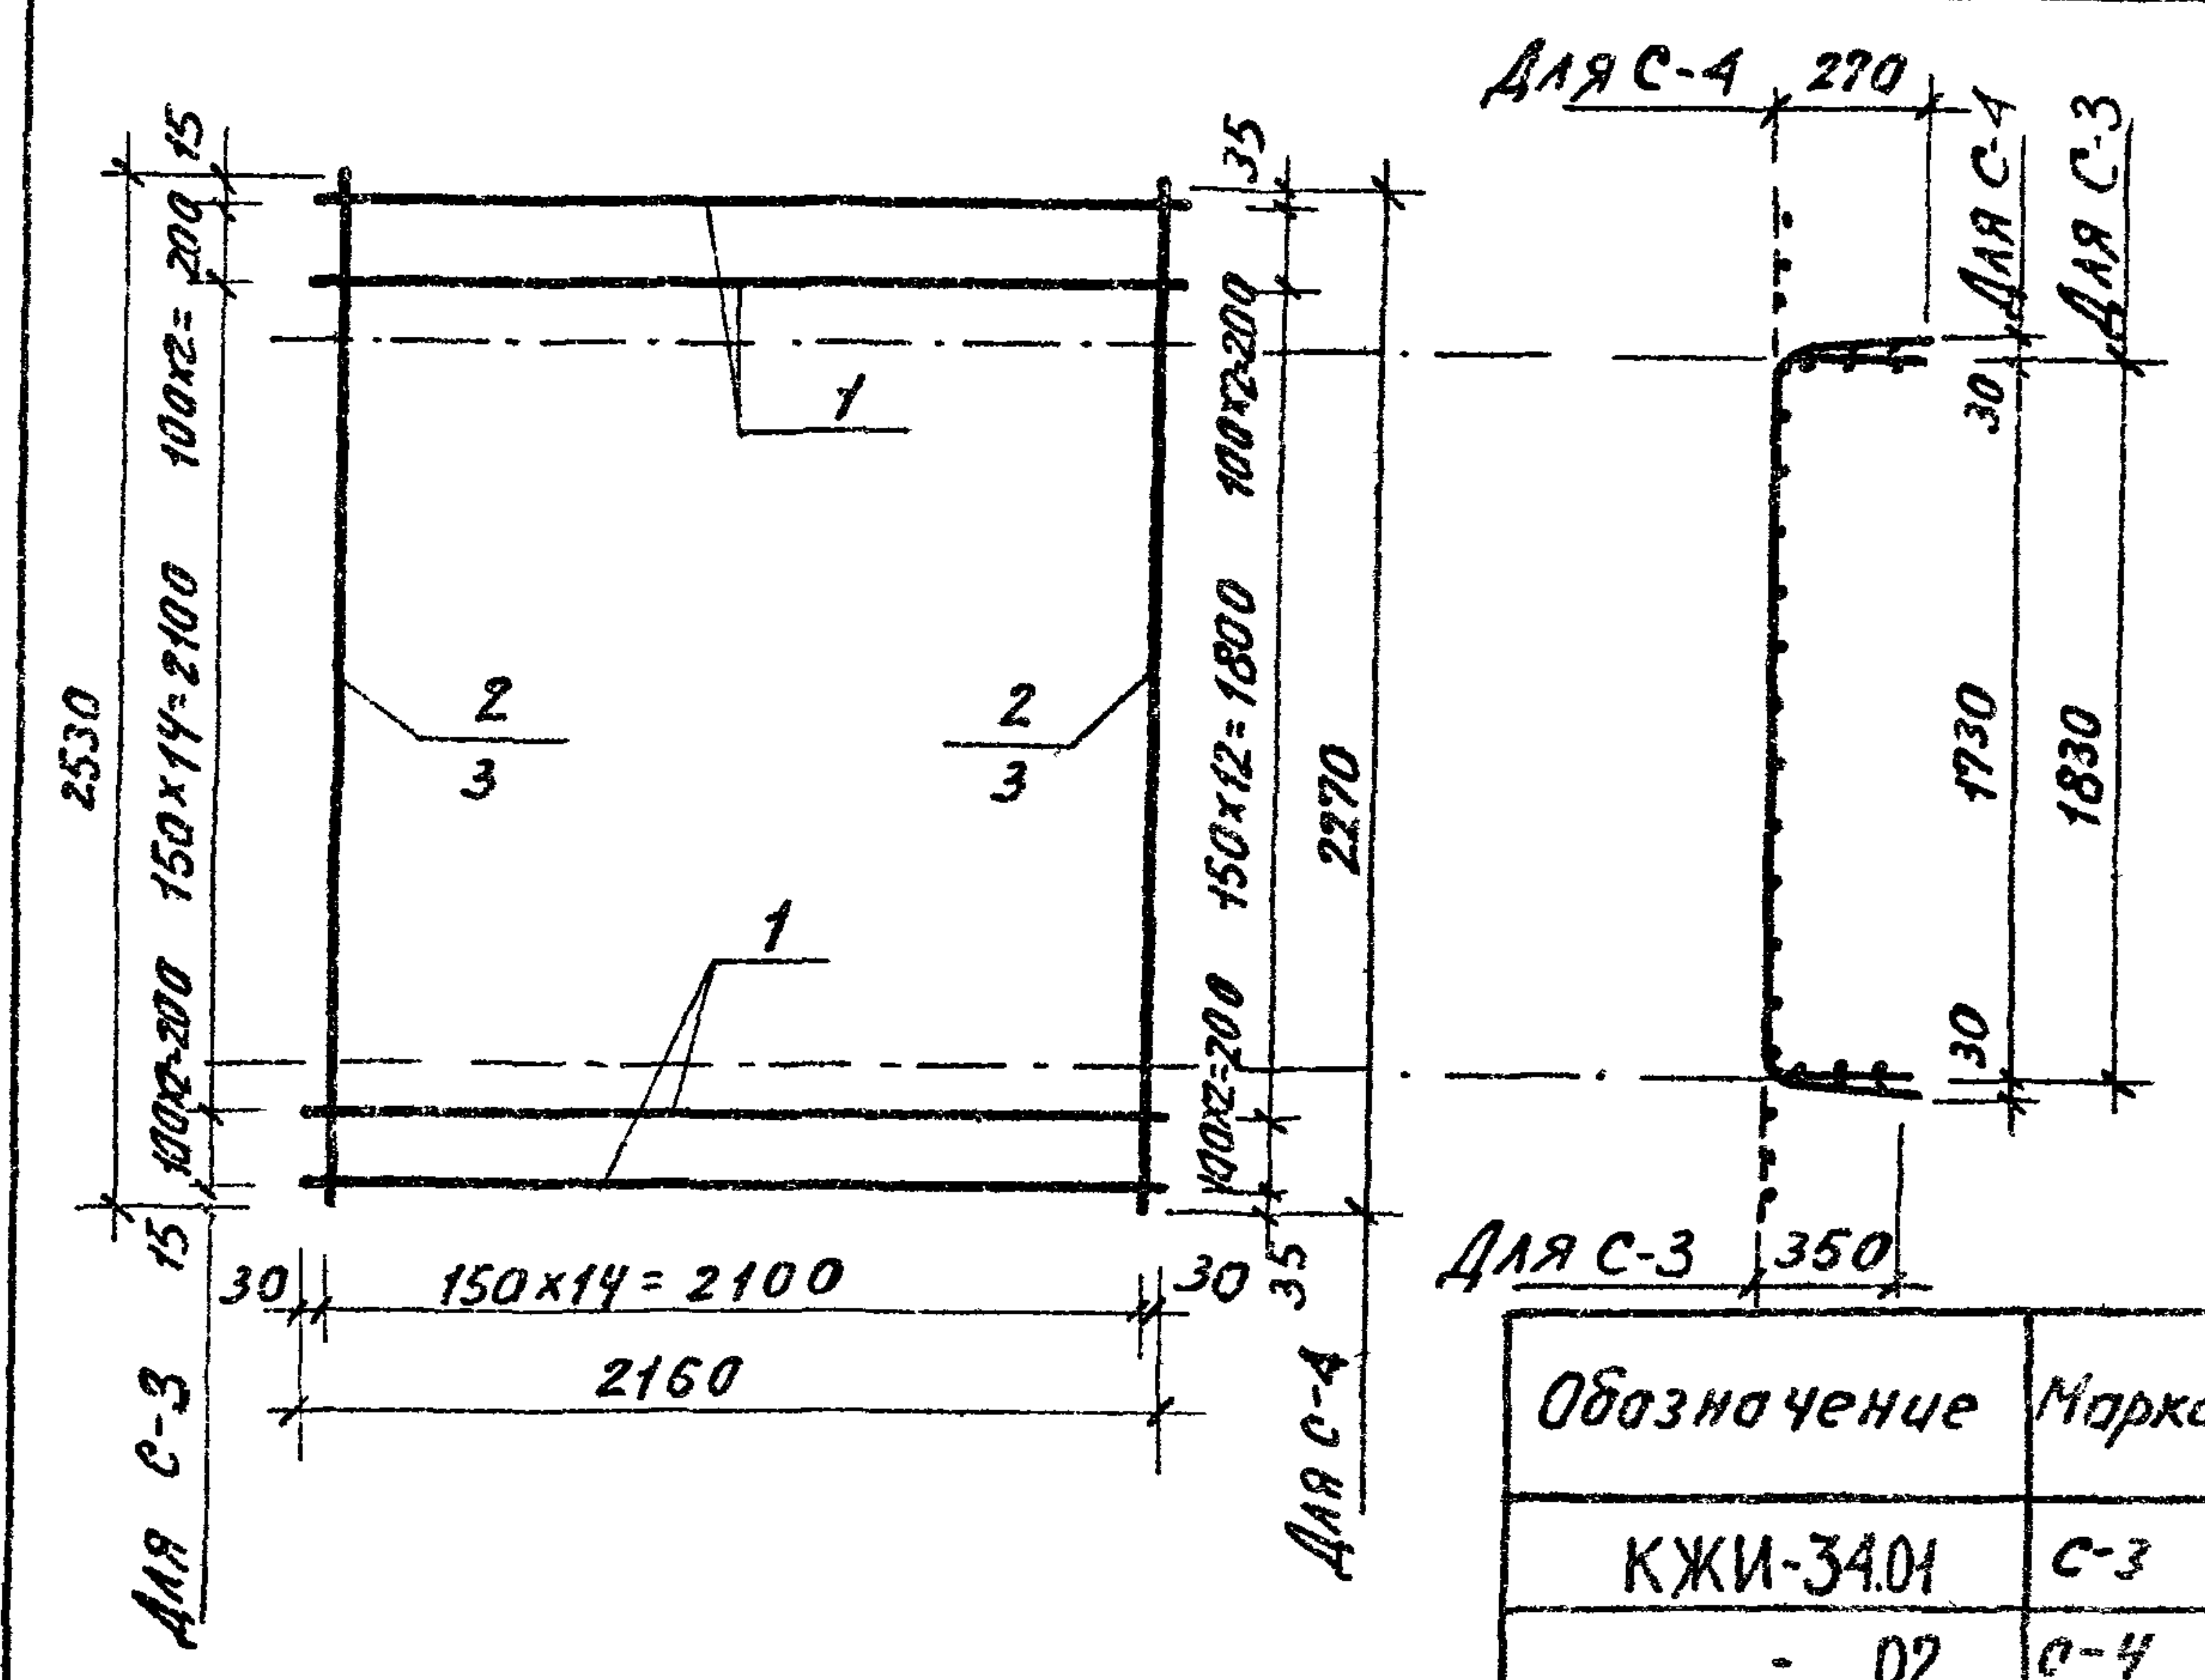 Для С-4 270
Для С-4
Для С-3
15
100x2=200
150x14=2100
2530
100x2=200
15
Для С-3
1
2
3
2
3
1
35
100x2=200
150x12=1800
2270
100x2=200
35
Для С-4
30 150x14=2100 30
2160
30
1730
1830
30
Для С-3 350
Обозначение Марка
КЖИ-34.01 С-3
- 02 С-4